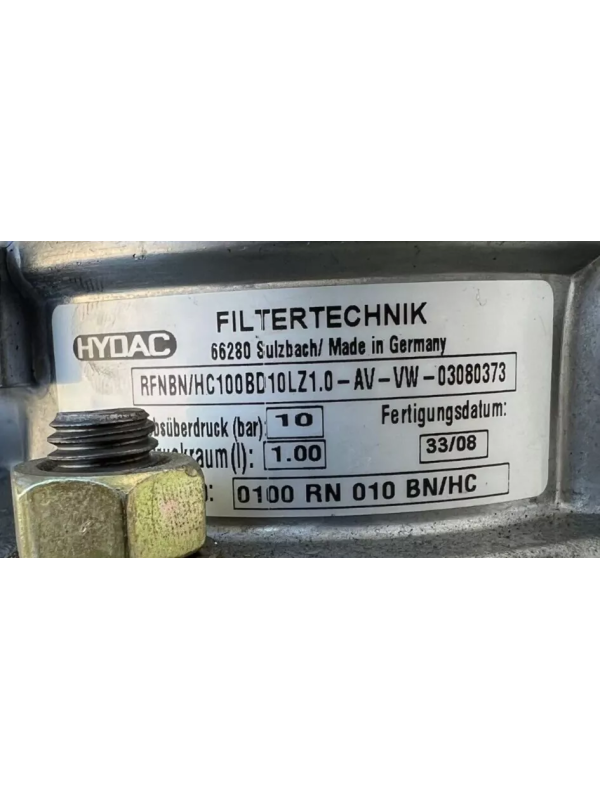 HYDAC
FILTERTECHNIK
66280 Sulzbach/ Made in Germany
RFNBN/HC100BD10LZ1.0-AV-VW-03080373
(bar): 10 Fertigungsdatum:
(l): 1.00 33/08
0100 RN 010 BN/HC